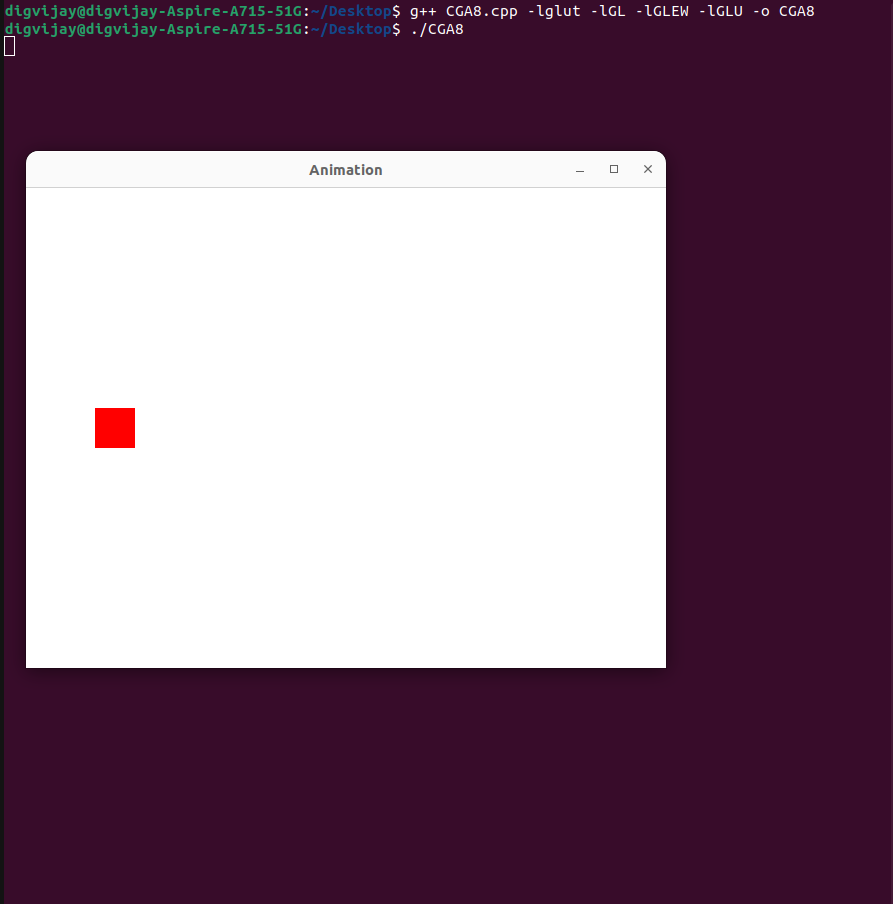 digvijay@digvijay-Aspire-A715-51G:~/Desktop$ g++ CGA8.cpp -lglut -lGL -lGLEW -lGLU -o CGA8
digvijay@digvijay-Aspire-A715-51G:~/Desktop$ ./CGA8
Animation